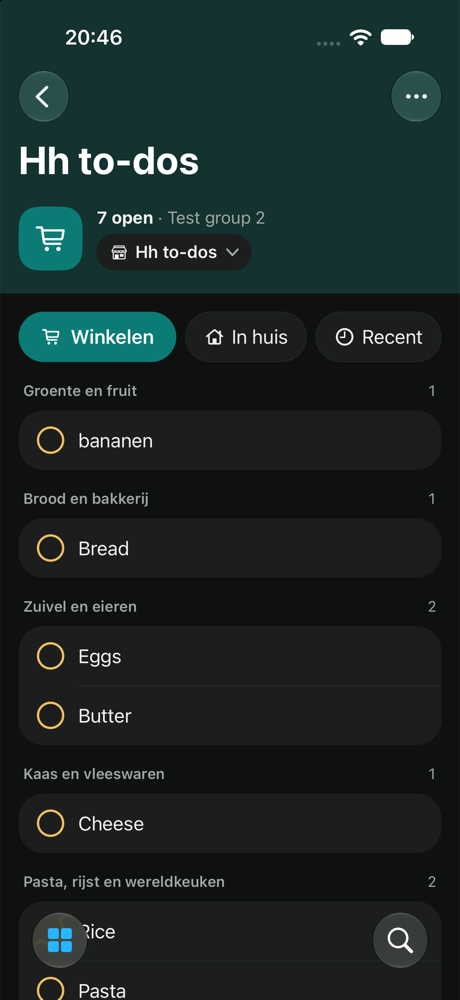 20:46
Hh to-dos
7 open · Test group 2
Hh to-dos
Winkelen
In huis
Recent
Groente en fruit 1
bananen
Brood en bakkerij 1
Bread
Zuivel en eieren 2
Eggs
Butter
Kaas en vleeswaren 1
Cheese
Pasta, rijst en wereldkeuken 2
Rice
Pasta